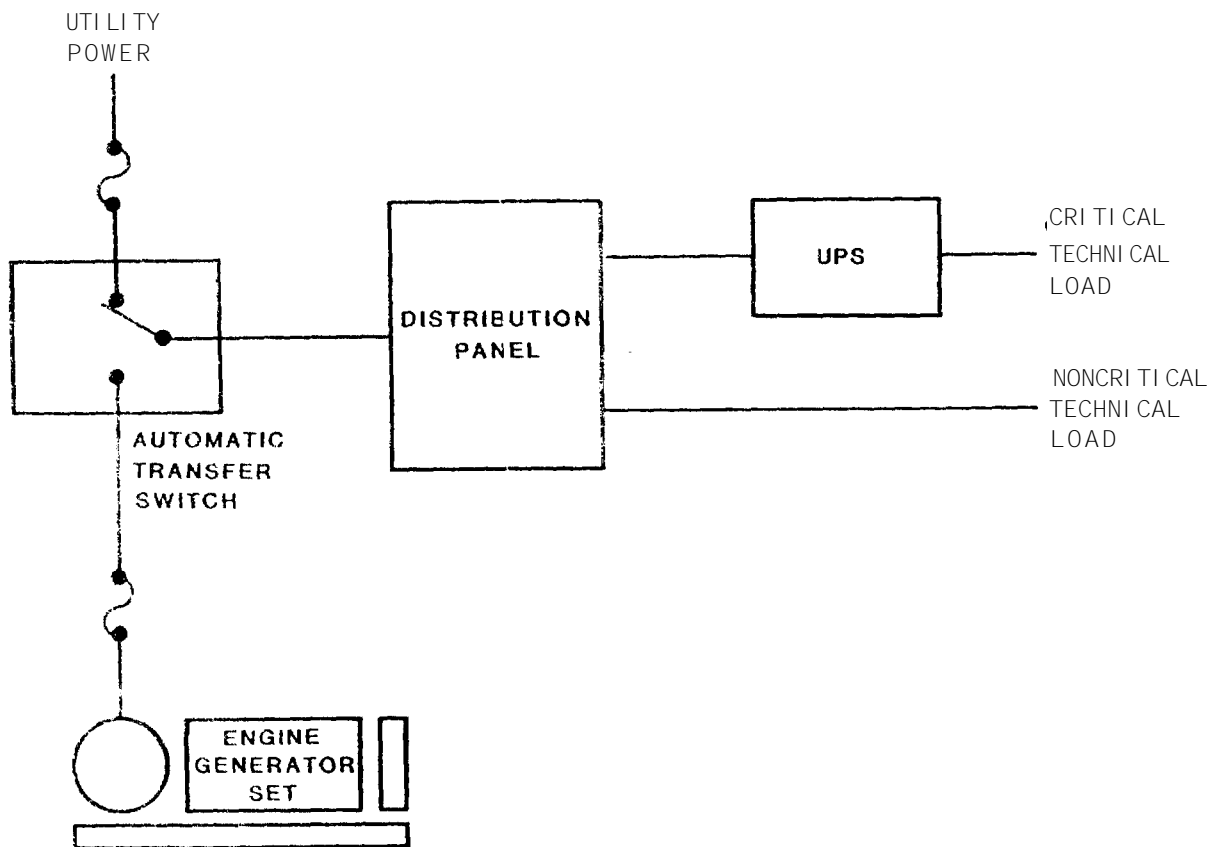 UTILITY
POWER
CRITICAL
TECHNICAL
LOAD
UPS
DISTRIBUTION
PANEL
NONCRITICAL
TECHNICAL
LOAD
AUTOMATIC
TRANSFER
SWITCH
ENGINE
GENERATOR
SET